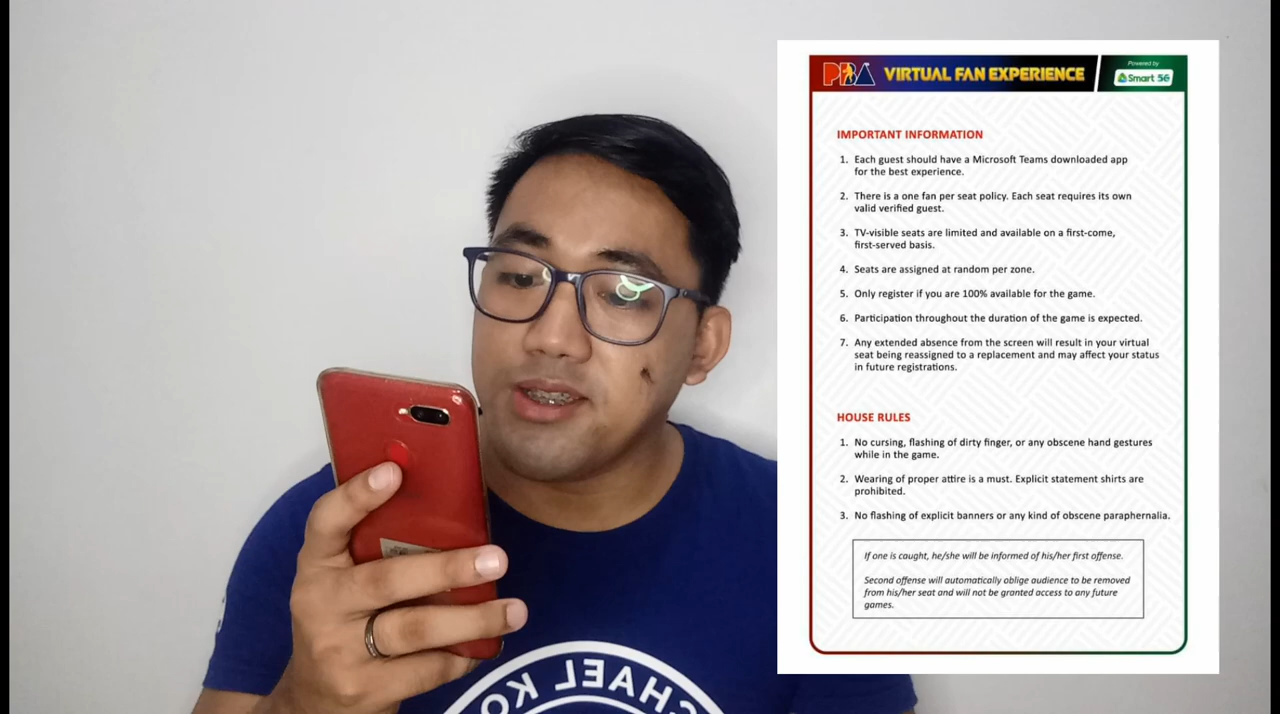 PBA VIRTUAL FAN EXPERIENCE
Powered by
Smart 5G
IMPORTANT INFORMATION
1. Each guest should have a Microsoft Teams downloaded app
for the best experience.
2. There is a one fan per seat policy. Each seat requires its own
valid verified guest.
3. TV-visible seats are limited and available on a first-come,
first-served basis.
4. Seats are assigned at random per zone.
5. Only register if you are 100% available for the game.
6. Participation throughout the duration of the game is expected.
7. Any extended absence from the screen will result in your virtual
seat being reassigned to a replacement and may affect your status
in future registrations.
HOUSE RULES
1. No cursing, flashing of dirty finger, or any obscene hand gestures
while in the game.
2. Wearing of proper attire is a must. Explicit statement shirts are
prohibited.
3. No flashing of explicit banners or any kind of obscene paraphernalia.
If one is caught, he/she will be informed of his/her first offense.
Second offense will automatically oblige audience to be removed
from his/her seat and will not be granted access to any future
games.
CHAEL KO